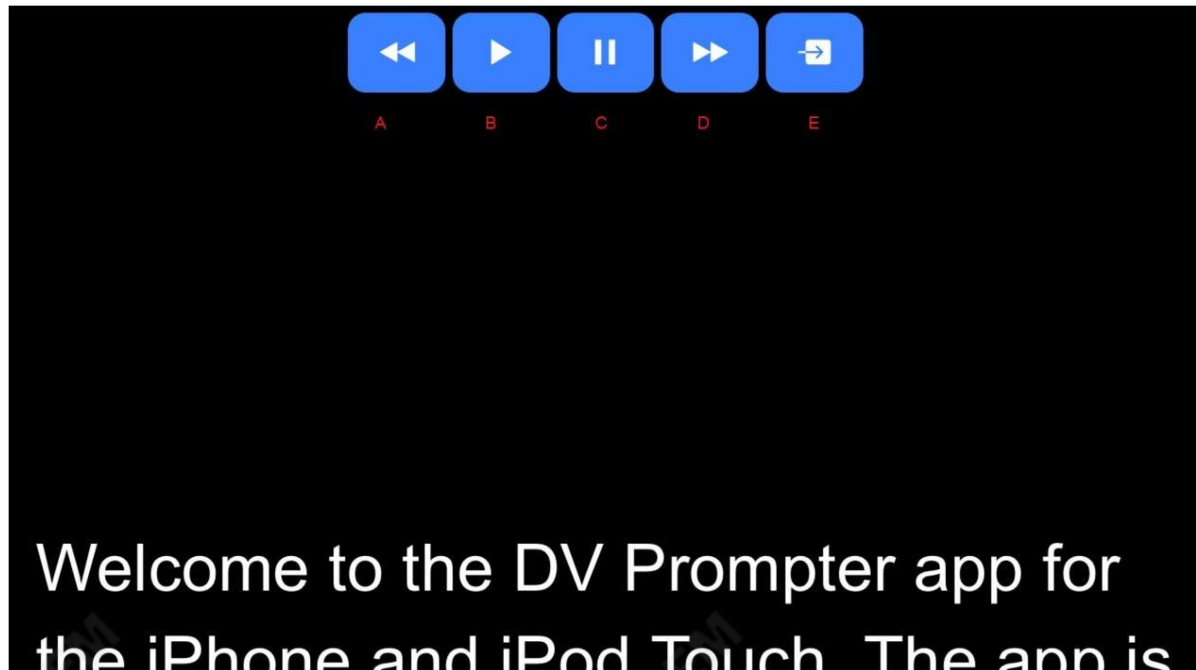 A B C D E
Welcome to the DV Prompter app for
the iPhone and iPod Touch. The app is